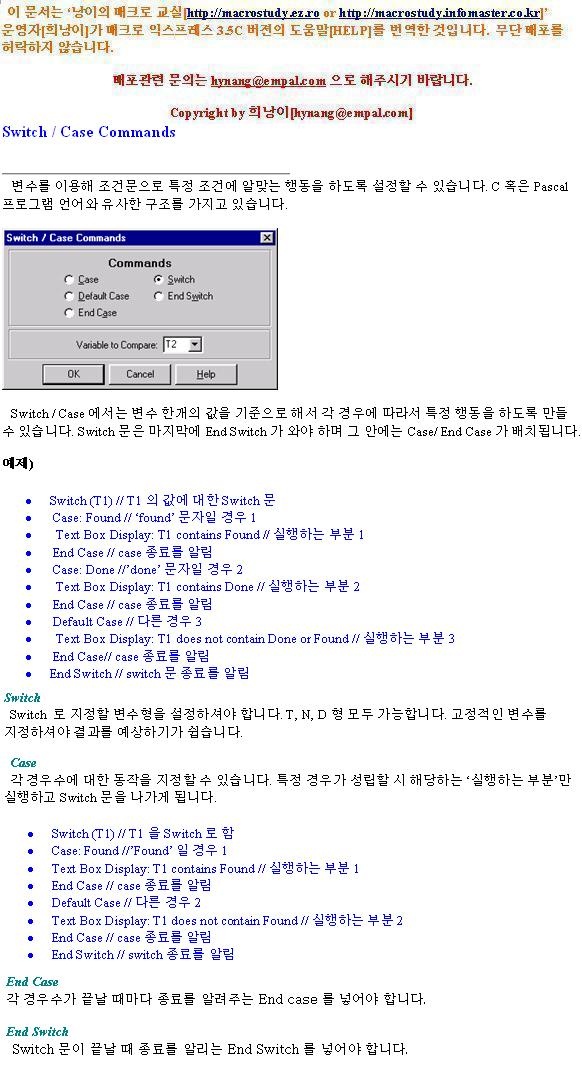 이 문서는 ‘낭이의 매크로 교실[http://macrostudy.ez.ro or http://macrostudy.infomaster.co.kr]’
운영자[희낭이]가 매크로 익스프레스 3.5C 버젼의 도움말[HELP]를 번역한 것입니다. 무단 배포를
허락하지 않습니다.
배포관련 문의는 hynang@empal.com 으로 해주시기 바랍니다.
Copyright by 희낭이[hynang@empal.com]
Switch / Case Commands
변수를 이용해 조건문으로 특정 조건에 알맞는 행동을 하도록 설정할 수 있습니다. C 혹은 Pascal
프로그램 언어와 유사한 구조를 가지고 있습니다.
Switch / Case Commands
Commands
Case Switch
Default Case End Switch
End Case
Variable to Compare: T2
OK Cancel Help
Switch / Case 에서는 변수 한개의 값을 기준으로해서 각 경우에 따라서 특정 행동을 하도록 만들
수 있습니다. Switch 문은 마지막에 End Switch 가 와야 하며 그 안에는 Case/ End Case 가 배치됩니다.
예제)
• Switch (T1) // T1 의 값에 대한 Switch 문
• Case: Found // ‘found’ 문자일 경우 1
• Text Box Display: T1 contains Found // 실행하는 부분 1
• End Case // case 종료를 알림
• Case: Done //’done’ 문자일 경우 2
• Text Box Display: T1 contains Done // 실행하는 부분 2
• End Case // case 종료를 알림
• Default Case // 다른 경우 3
• Text Box Display: T1 does not contain Done or Found // 실행하는 부분 3
• End Case// case 종료를 알림
• End Switch // switch 문 종료를 알림
Switch
Switch 로 지정할 변수형을 설정하셔야 합니다. T, N, D 형 모두 가능합니다. 고정적인 변수를
지정하셔야 결과를 예상하기가 쉽습니다.
Case
각 경우수에 대한 동작을 지정할 수 있습니다. 특정 경우가 성립할 시 해당하는 ‘실행하는 부분’만
실행하고 Switch 문을 나가게 됩니다.
• Switch (T1) // T1 을 Switch 로 함
• Case: Found //’Found’ 일 경우 1
• Text Box Display: T1 contains Found // 실행하는 부분 1
• End Case // case 종료를 알림
• Default Case // 다른 경우 2
• Text Box Display: T1 does not contain Found // 실행하는 부분 2
• End Case // case 종료를 알림
• End Switch // switch 종료를 알림
End Case
각 경우수가 끝날 때마다 종료를 알려주는 End case 를 넣어야 합니다.
End Switch
Switch 문이 끝날 때 종료를 알리는 End Switch 를 넣어야 합니다.